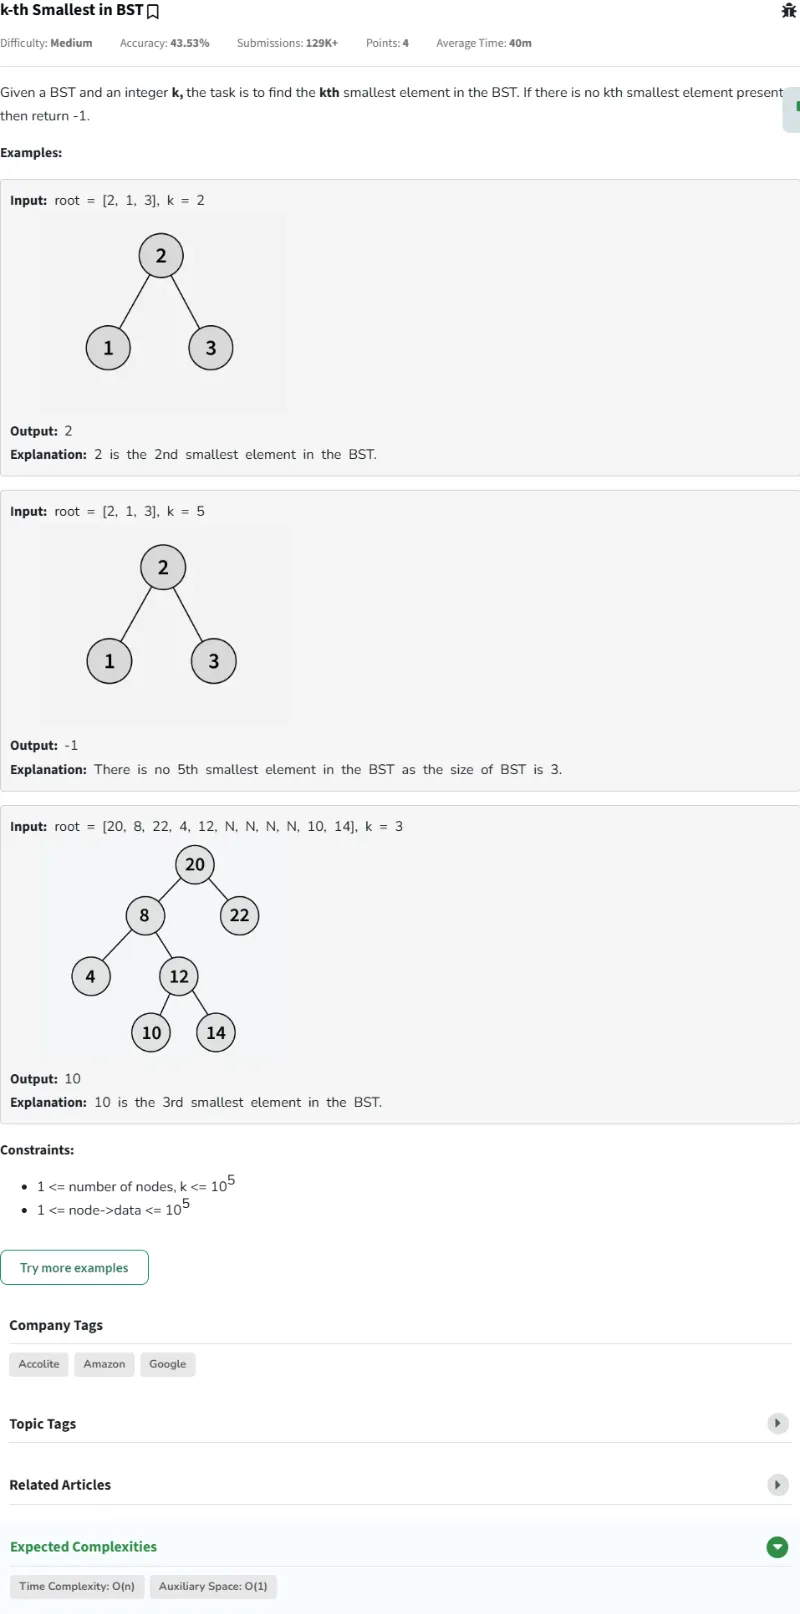 k-th Smallest in BST
Difficulty: Medium Accuracy: 43.53% Submissions: 129K+ Points: 4 Average Time: 40m
Given a BST and an integer k, the task is to find the kth smallest element in the BST. If there is no kth smallest element present
then return -1.
Examples:
Input: root = [2, 1, 3], k = 2
2
1 3
Output: 2
Explanation: 2 is the 2nd smallest element in the BST.
Input: root = [2, 1, 3], k = 5
2
1 3
Output: -1
Explanation: There is no 5th smallest element in the BST as the size of BST is 3.
Input: root = [20, 8, 22, 4, 12, N, N, N, N, 10, 14], k = 3
20
8 22
4 12
10 14
Output: 10
Explanation: 10 is the 3rd smallest element in the BST.
Constraints:
• 1 <= number of nodes, k <= 10^5
• 1 <= node->data <= 10^5
Try more examples
Company Tags
Accolite Amazon Google
Topic Tags
Related Articles
Expected Complexities
Time Complexity: O(n) Auxiliary Space: O(1)